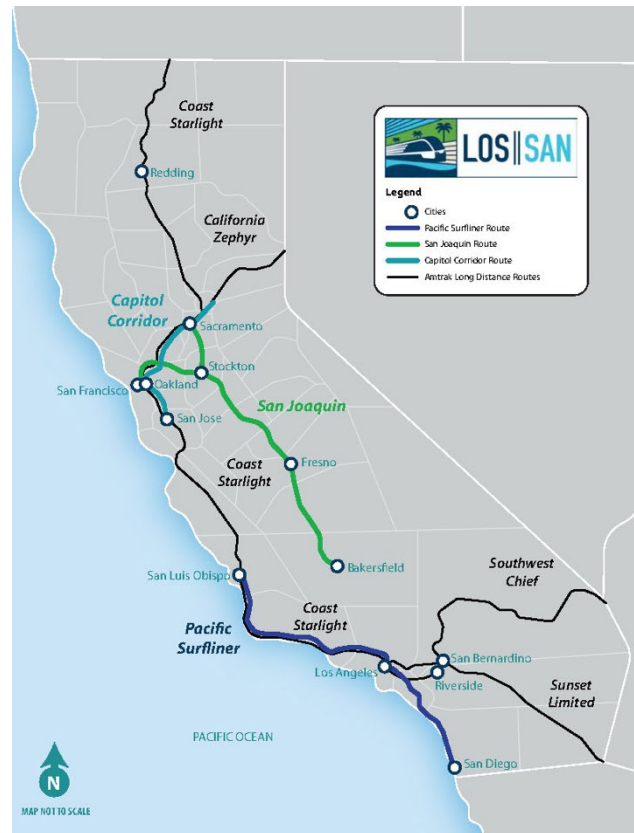 Coast
Starlight
Redding
California
Zephyr
LOS||SAN
Legend
Cities
Pacific Surfliner Route
San Joaquin Route
Capitol Corridor Route
Amtrak Long Distance Routes
Capitol
Corridor
Sacramento
Stockton
San Francisco
Oakland
San Joaquin
San Jose
Coast
Starlight
Fresno
Bakersfield
San Luis Obispo
Southwest
Chief
Coast
Starlight
Pacific
Surfliner
Los Angeles
San Bernardino
Riverside
Sunset
Limited
PACIFIC OCEAN
San Diego
N
MAP NOT TO SCALE